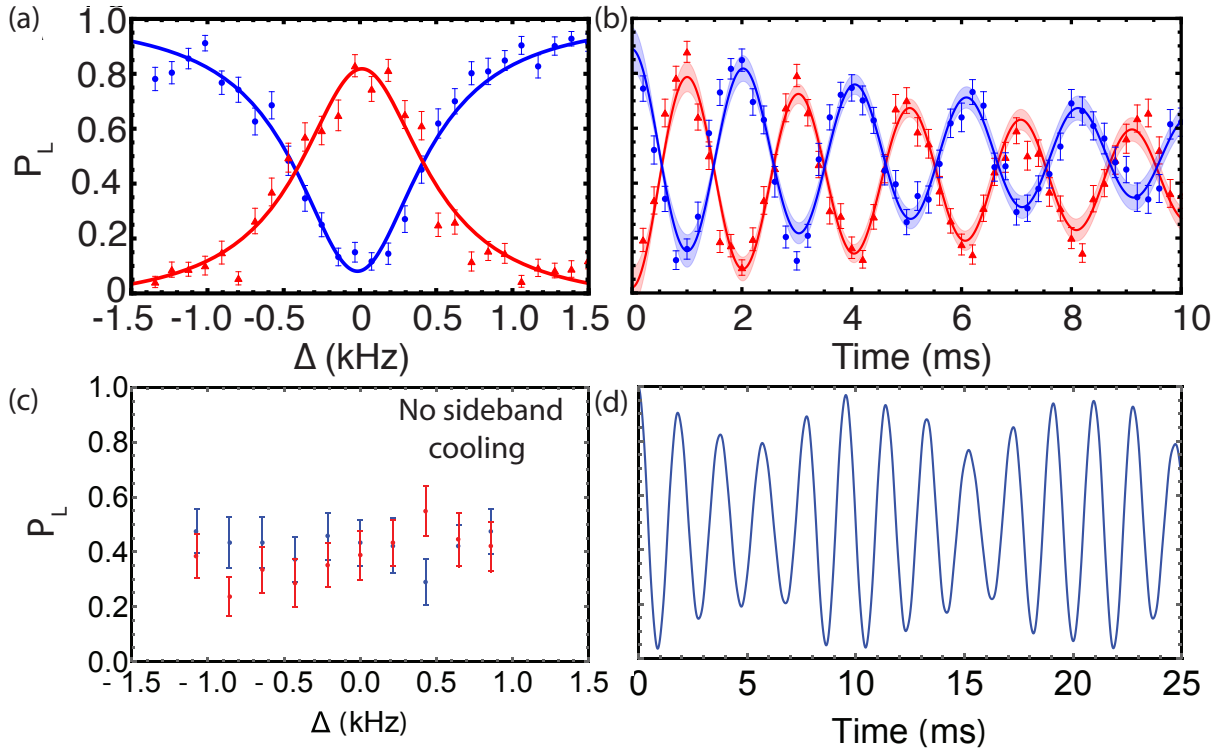 (a)
1.0
0.8
0.6
0.4
0.2
0
P_L
-1.5 -1.0 -0.5 0 0.5 1.0 1.5
Δ (kHz)
(b)
0 2 4 6 8 10
Time (ms)
(c)
No sideband
cooling
1.0
0.8
0.6
0.4
0.2
0.0
P_L
- 1.5 - 1.0 - 0.5 0.0 0.5 1.0 1.5
Δ (kHz)
(d)
0 5 10 15 20 25
Time (ms)